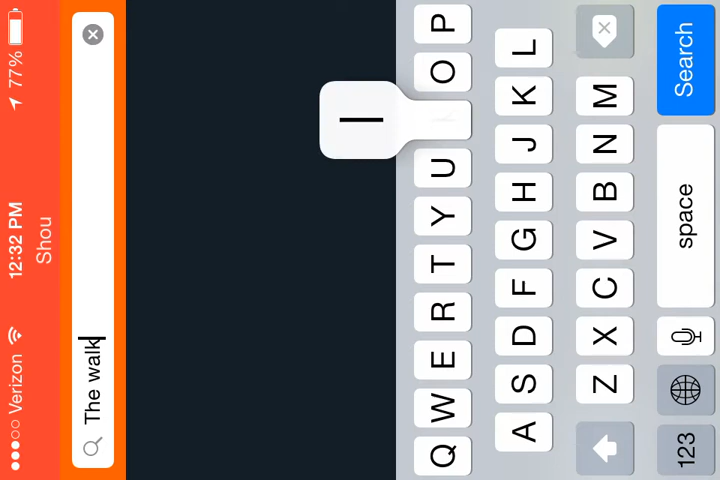 ●●●○○ Verizon 12:32 PM 77%
Shou
The walk
Q W E R T Y U I O P
A S D F G H J K L
Z X C V B N M
123 space Search